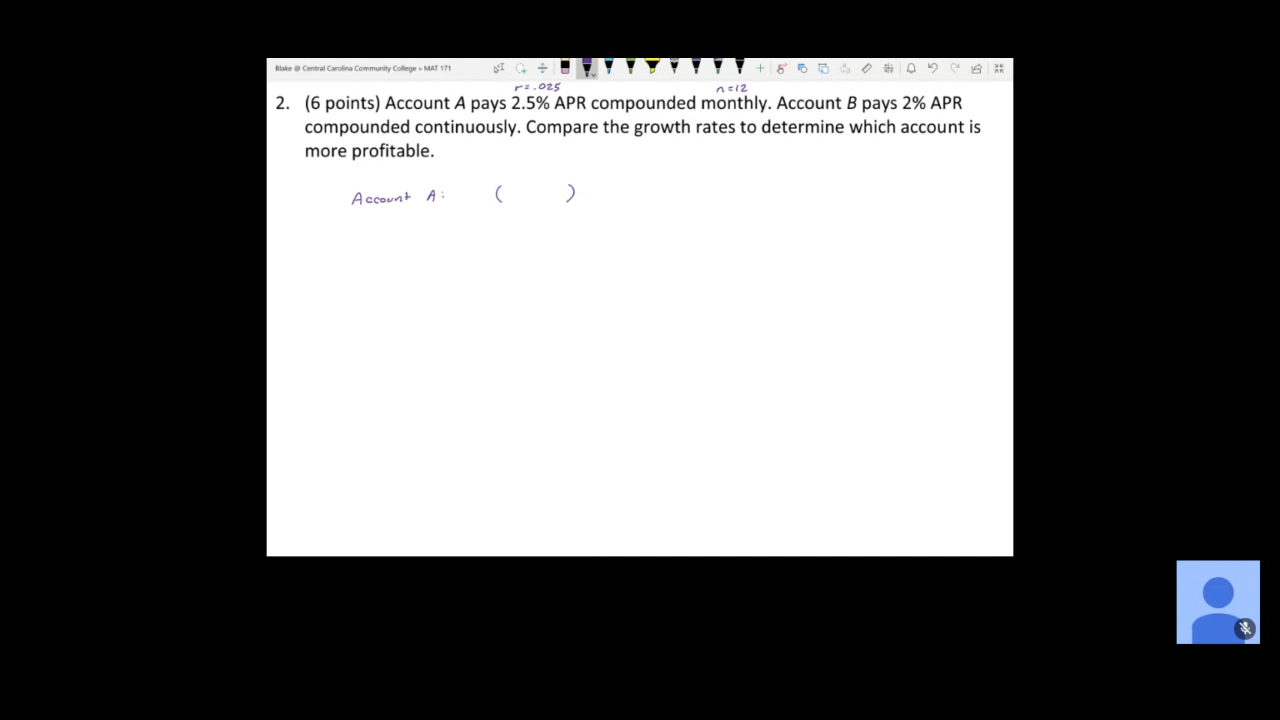 Blake @ Central Carolina Community College » MAT 171
r = .025 n=12
2. (6 points) Account A pays 2.5% APR compounded monthly. Account B pays 2% APR
compounded continuously. Compare the growth rates to determine which account is
more profitable.
Account A: ( )